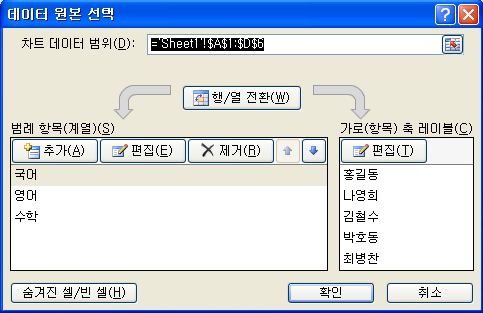 데이터 원본 선택
차트 데이터 범위(D): ='Sheet1'!$A$1:$D$6
행/열 전환(W)
범례 항목(계열)(S)
추가(A) 편집(E) 제거(R)
국어
영어
수학
가로(항목) 축 레이블(C)
편집(T)
홍길동
나영희
김철수
박호동
최병찬
숨겨진 셀/빈 셀(H) 확인 취소